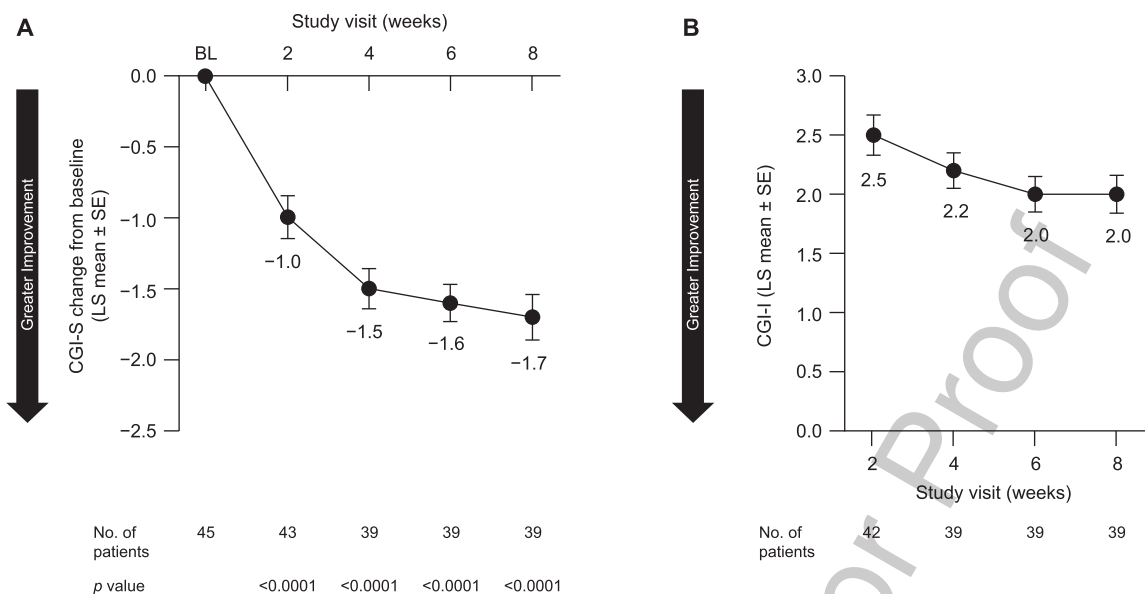 A
Study visit (weeks)
BL 2 4 6 8
0.0
−0.5
−1.0
−1.5
−2.0
−2.5
Greater Improvement
CGI-S change from baseline
(LS mean ± SE)
−1.0
−1.5
−1.6
−1.7
No. of patients 45 43 39 39 39
p value <0.0001 <0.0001 <0.0001 <0.0001
B
Greater Improvement
CGI-I (LS mean ± SE)
3.0
2.5
2.0
1.5
1.0
0.5
0.0
2.5
2.2
2.0
2.0
2 4 6 8
Study visit (weeks)
No. of patients 42 39 39 39
or Proof